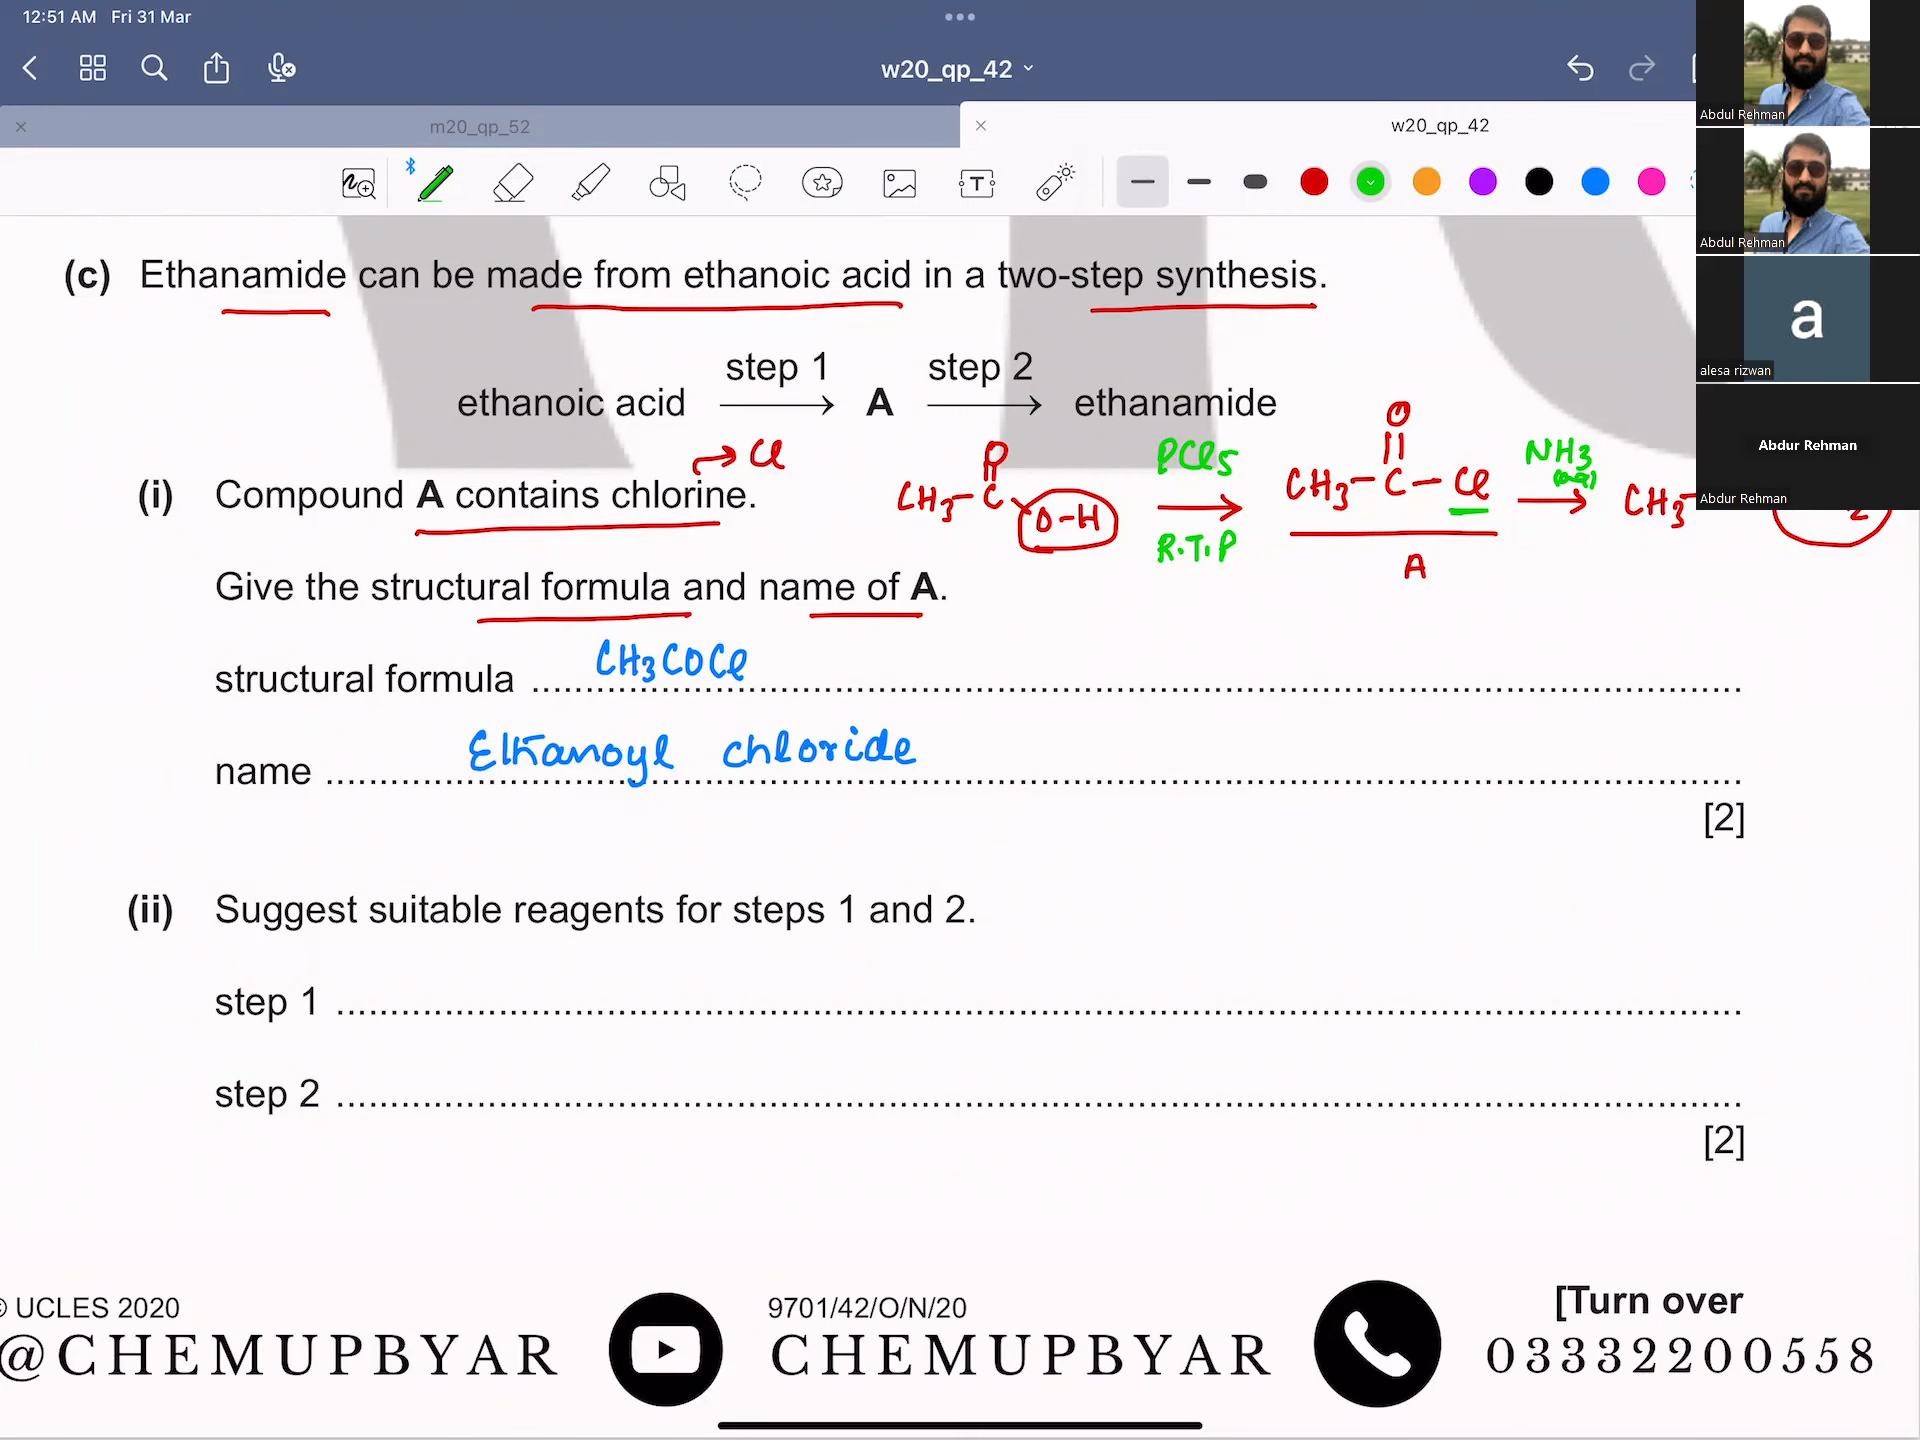 12:51 AM Fri 31 Mar
w20_qp_42
m20_qp_52
w20_qp_42
Abdul Rehman
Abdul Rehman
a
alesa rizwan
Abdur Rehman
Abdur Rehman
(c) Ethanamide can be made from ethanoic acid in a two-step synthesis.
step 1 step 2
ethanoic acid → A → ethanamide
→ Cl
O
PCl5
O
NH3
(aq)
(i) Compound A contains chlorine.
CH3-C O-H → CH3-C-Cl → CH3-
R.T.P
A
2
Give the structural formula and name of A.
structural formula CH3COCl
name Ethanoyl chloride
[2]
(ii) Suggest suitable reagents for steps 1 and 2.
step 1
step 2
[2]
© UCLES 2020
9701/42/O/N/20
[Turn over
@CHEMUPBYAR
CHEMUPBYAR
03332200558